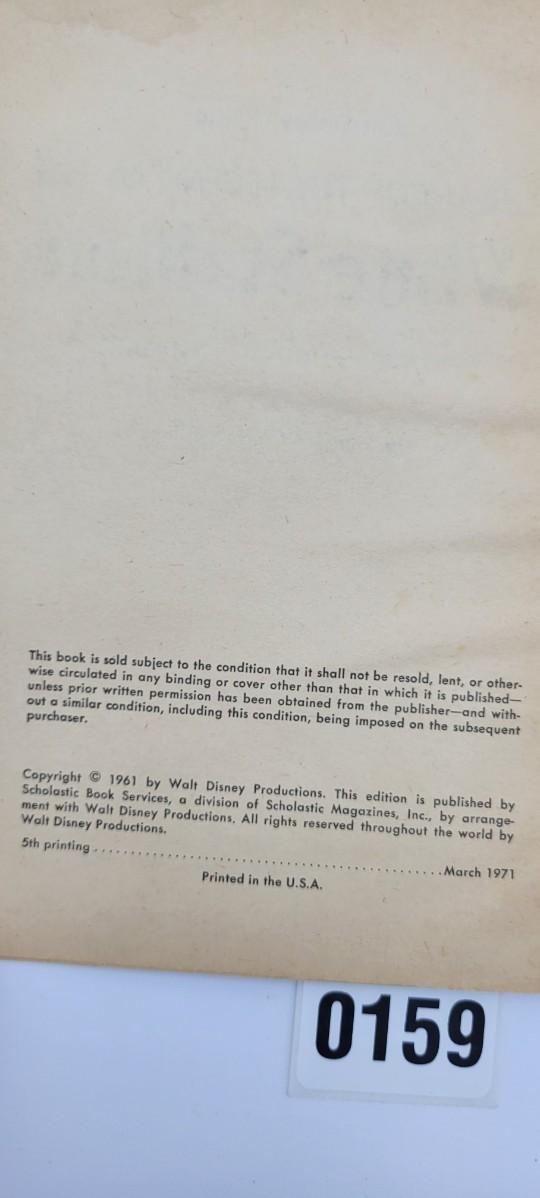 This book is sold subject to the condition that it shall not be resold, lent, or other-
wise circulated in any binding or cover other than that in which it is published—
unless prior written permission has been obtained from the publisher—and with-
out a similar condition, including this condition, being imposed on the subsequent
purchaser.
Copyright © 1961 by Walt Disney Productions. This edition is published by
Scholastic Book Services, a division of Scholastic Magazines, Inc., by arrange-
ment with Walt Disney Productions. All rights reserved throughout the world by
Walt Disney Productions.
5th printing ................................................ March 1971
Printed in the U.S.A.
0159